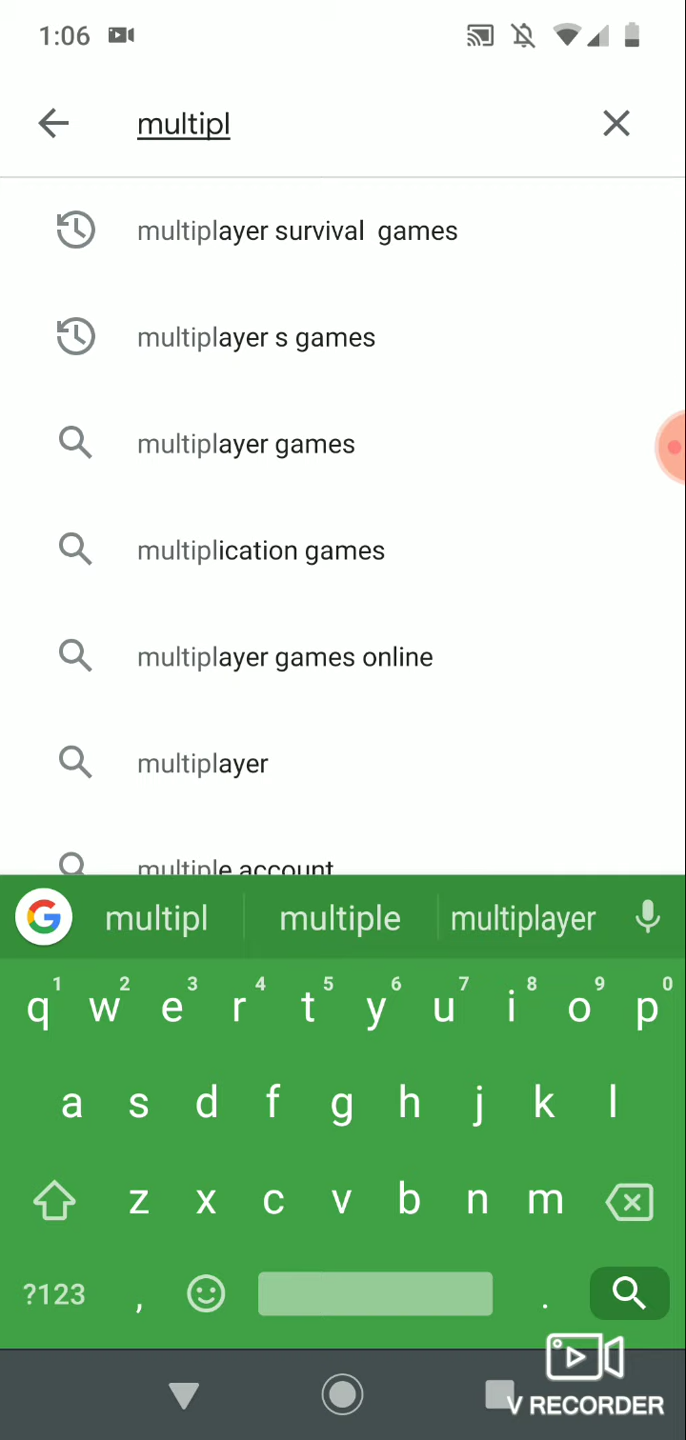 1:06
multipl
multiplayer survival  games
multiplayer s games
multiplayer games
multiplication games
multiplayer games online
multiplayer
multiple account
multipl multiple multiplayer
1 2 3 4 5 6 7 8 9 0
q w e r t y u i o p
a s d f g h j k l
z x c v b n m
?123 , .
V RECORDER